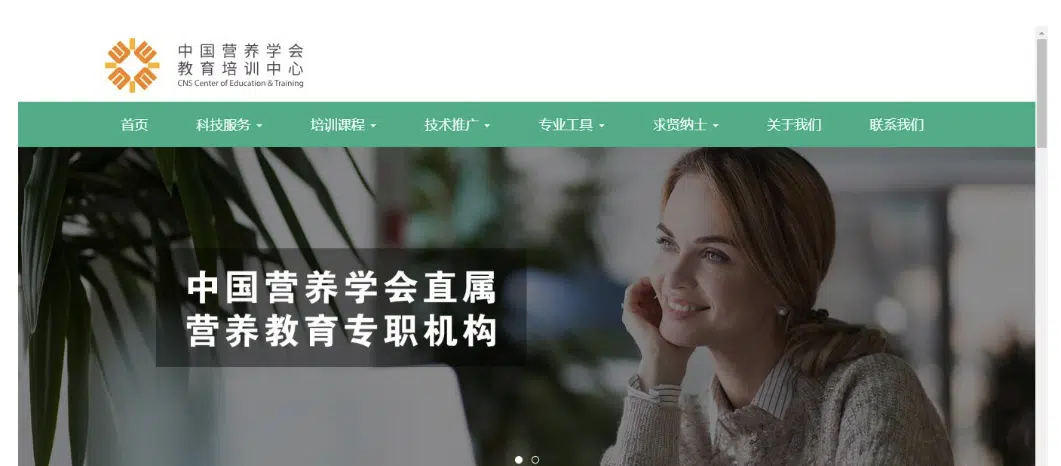 中国营养学会
教育培训中心
CNS Center of Education & Training
首页 科技服务 培训课程 技术推广 专业工具 求贤纳士 关于我们 联系我们
中国营养学会直属
营养教育专职机构